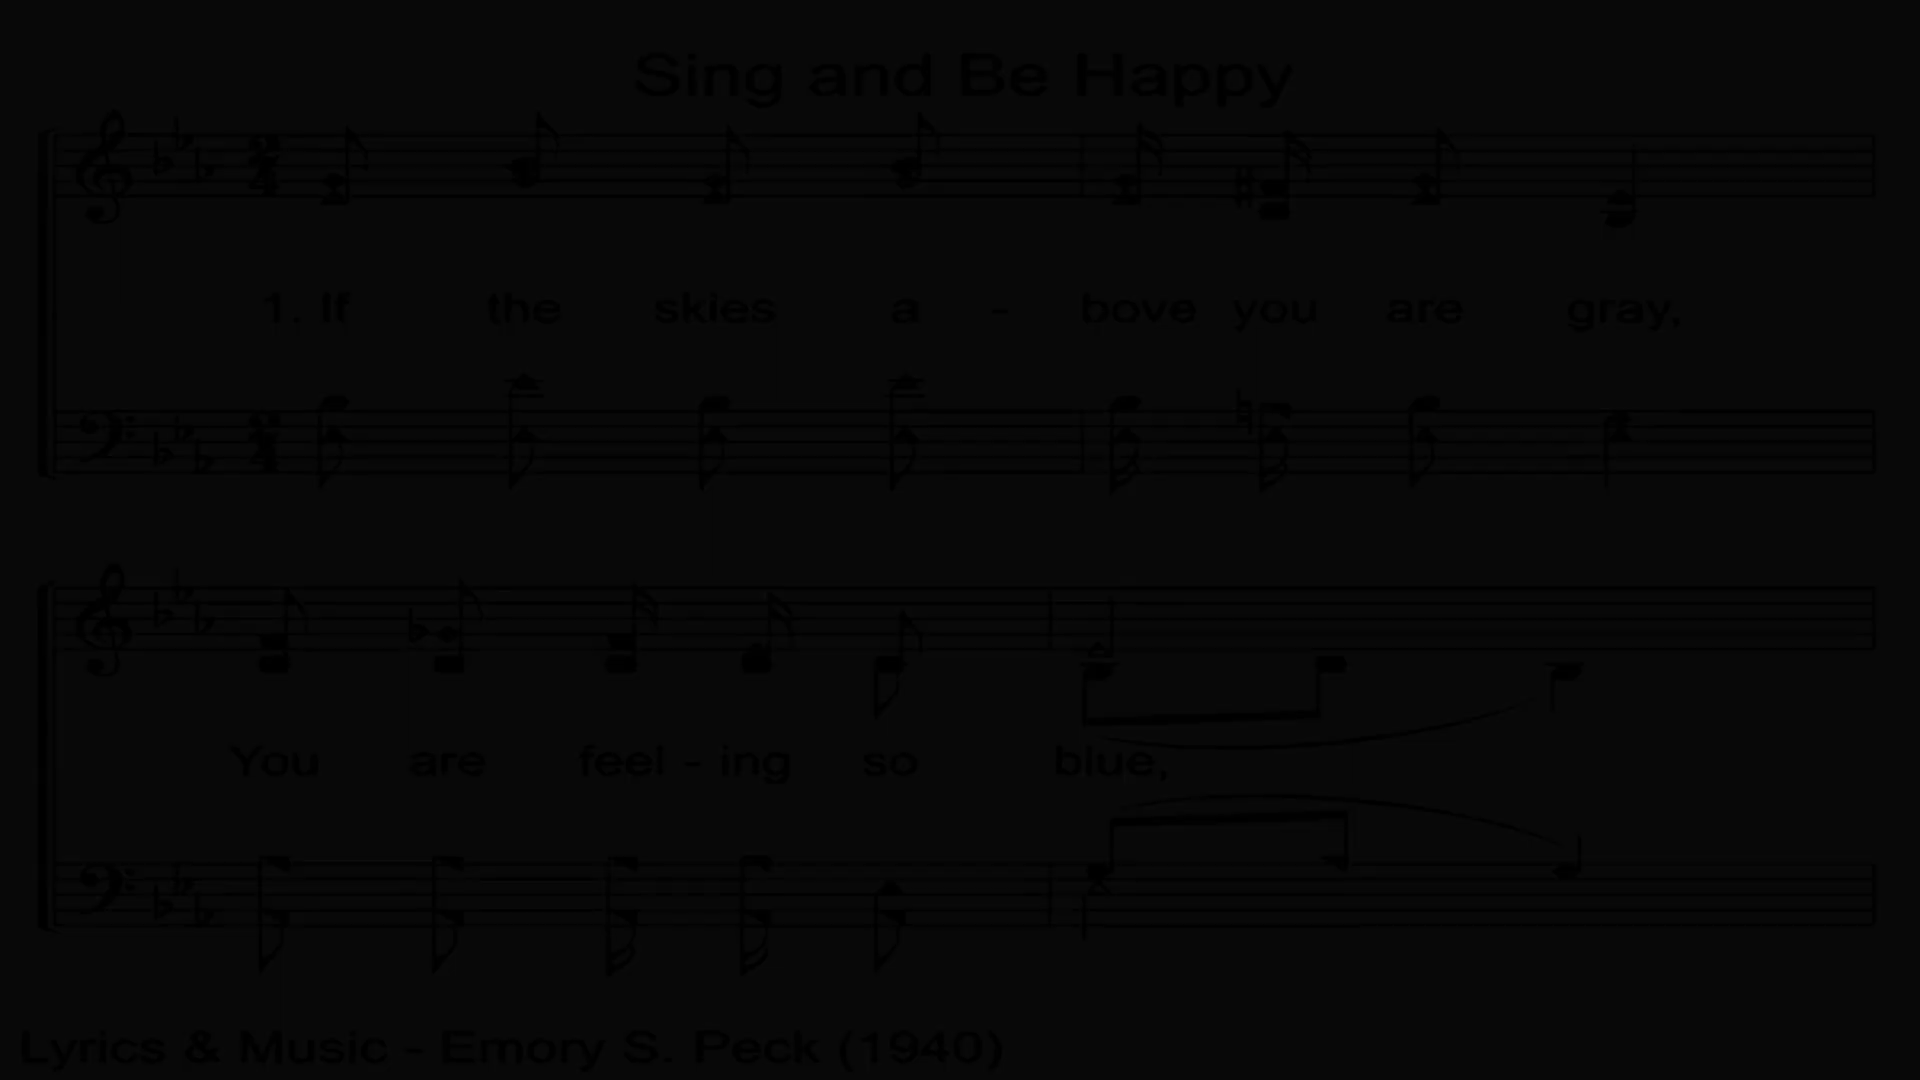 Sing and Be Happy
1. If the skies a - bove you are gray,
You are feel - ing so blue,
Lyrics & Music - Emory S. Peck (1940)